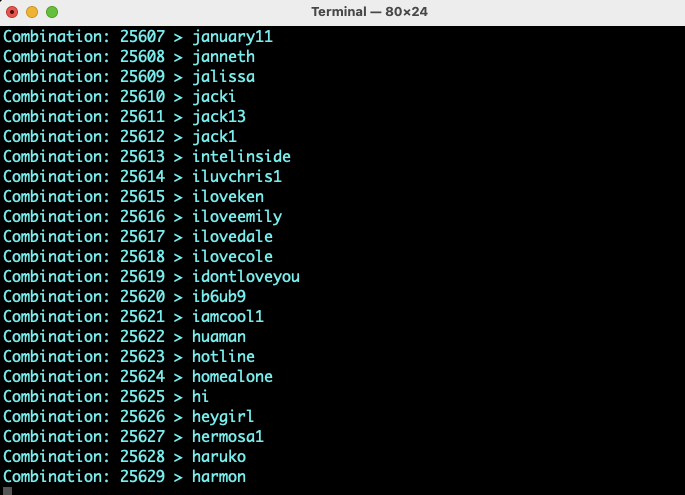 Terminal — 80×24
Combination: 25607 > january11
Combination: 25608 > janneth
Combination: 25609 > jalissa
Combination: 25610 > jacki
Combination: 25611 > jack13
Combination: 25612 > jack1
Combination: 25613 > intelinside
Combination: 25614 > iluvchris1
Combination: 25615 > iloveken
Combination: 25616 > iloveemily
Combination: 25617 > ilovedale
Combination: 25618 > ilovecole
Combination: 25619 > idontloveyou
Combination: 25620 > ib6ub9
Combination: 25621 > iamcool1
Combination: 25622 > huaman
Combination: 25623 > hotline
Combination: 25624 > homealone
Combination: 25625 > hi
Combination: 25626 > heygirl
Combination: 25627 > hermosa1
Combination: 25628 > haruko
Combination: 25629 > harmon